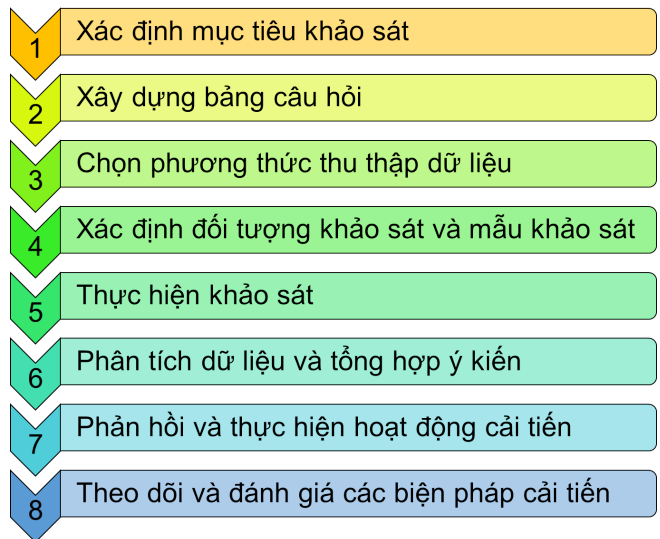 1 Xác định mục tiêu khảo sát
2 Xây dựng bảng câu hỏi
3 Chọn phương thức thu thập dữ liệu
4 Xác định đối tượng khảo sát và mẫu khảo sát
5 Thực hiện khảo sát
6 Phân tích dữ liệu và tổng hợp ý kiến
7 Phản hồi và thực hiện hoạt động cải tiến
8 Theo dõi và đánh giá các biện pháp cải tiến